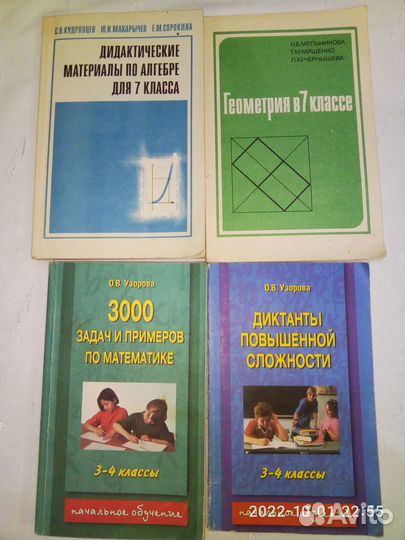 С.В.КУДРЯВЦЕВ Ю.Н.МАКАРЫЧЕВ Е.М.СОРОКИНА
ДИДАКТИЧЕСКИЕ
МАТЕРИАЛЫ ПО АЛГЕБРЕ
ДЛЯ 7 КЛАССА
Н.Б.МЕЛЬНИКОВА
Т.М.МИЩЕНКО
Л.Ю.ЧЕРНЫШЕВА
Геометрия в 7 классе
О.В. Узорова
3000
ЗАДАЧ И ПРИМЕРОВ
ПО МАТЕМАТИКЕ
3-4 классы
начальное обучение
О.В. Узорова
ДИКТАНТЫ
ПОВЫШЕННОЙ
СЛОЖНОСТИ
3-4 классы
2022-10-01 22:55
Avito